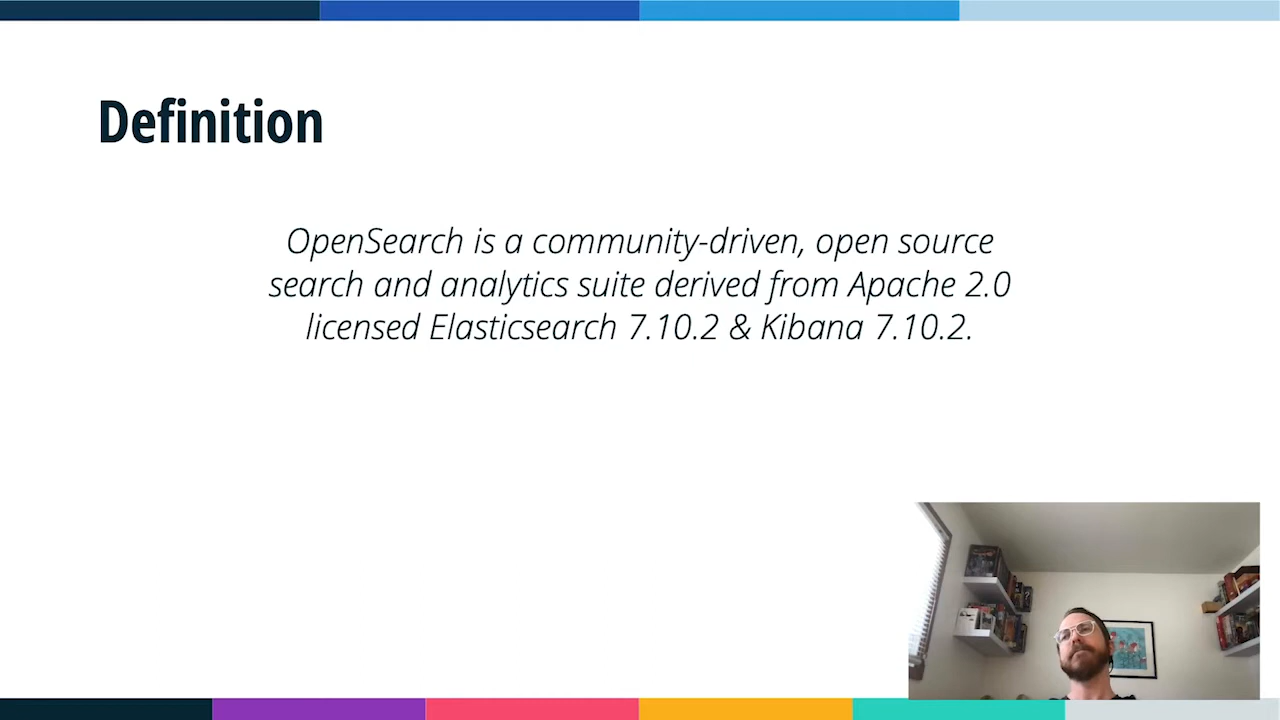 Definition
OpenSearch is a community-driven, open source
search and analytics suite derived from Apache 2.0
licensed Elasticsearch 7.10.2 & Kibana 7.10.2.